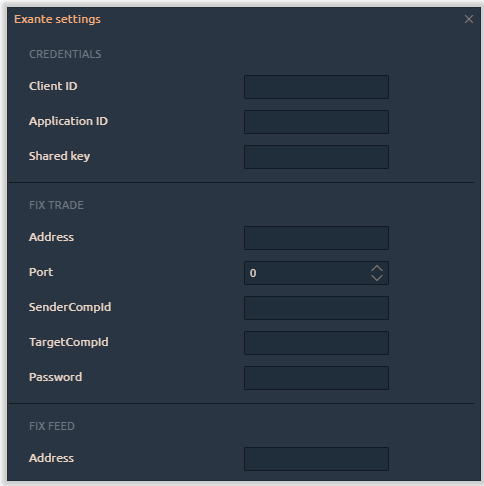 Exante settings
CREDENTIALS
Client ID
Application ID
Shared key
FIX TRADE
Address
Port 0
SenderCompId
TargetCompId
Password
FIX FEED
Address